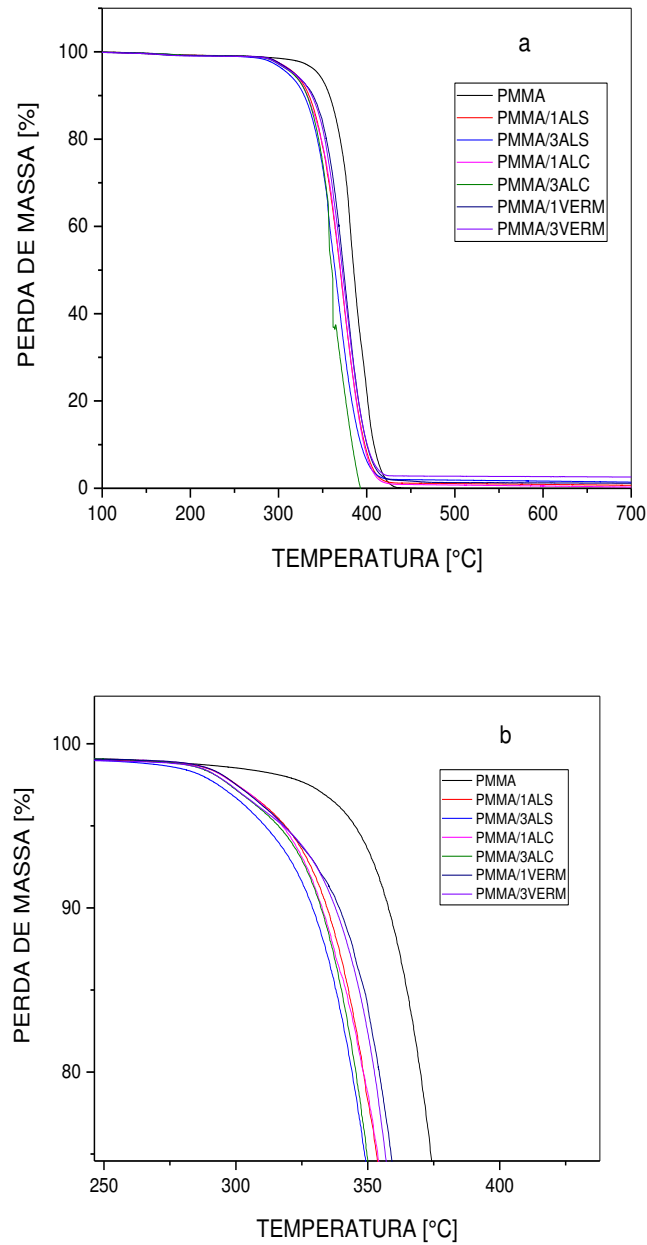 a
100
80
60
40
20
0
PERDA DE MASSA [%]
PMMA
PMMA/1ALS
PMMA/3ALS
PMMA/1ALC
PMMA/3ALC
PMMA/1VERM
PMMA/3VERM
100 200 300 400 500 600 700
TEMPERATURA [°C]
b
100
90
80
PERDA DE MASSA [%]
PMMA
PMMA/1ALS
PMMA/3ALS
PMMA/1ALC
PMMA/3ALC
PMMA/1VERM
PMMA/3VERM
250 300 350 400
TEMPERATURA [°C]